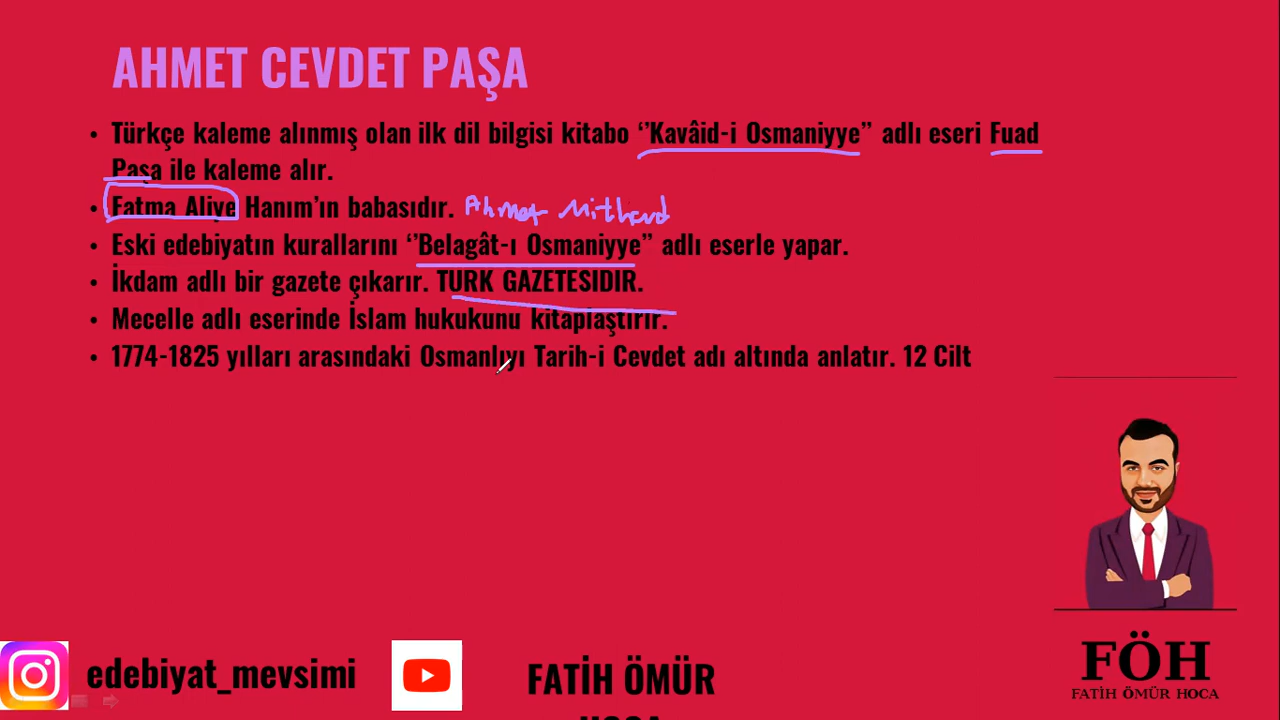 AHMET CEVDET PAŞA
• Türkçe kaleme alınmış olan ilk dil bilgisi kitabo ‘’Kavâid-i Osmaniyye” adlı eseri Fuad
Paşa ile kaleme alır.
• Fatma Aliye Hanım’ın babasıdır. Ahmet Mithad
• Eski edebiyatın kurallarını ‘’Belagât-ı Osmaniyye” adlı eserle yapar.
• İkdam adlı bir gazete çıkarır. TURK GAZETESIDIR.
• Mecelle adlı eserinde İslam hukukunu kitaplaştırır.
• 1774-1825 yılları arasındaki Osmanlıyı Tarih-i Cevdet adı altında anlatır. 12 Cilt
FÖH
FATİH ÖMÜR HOCA
edebiyat_mevsimi
FATİH ÖMÜR
HOCA